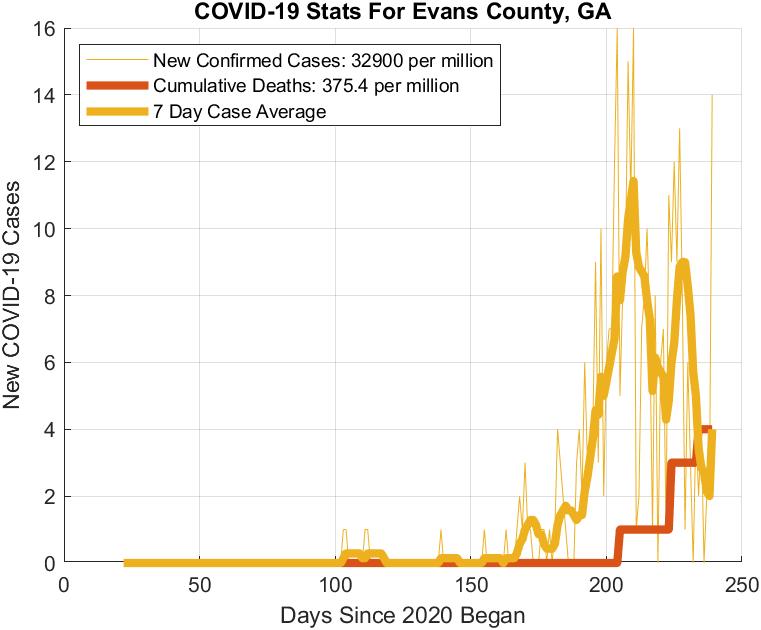 COVID-19 Stats For Evans County, GA
New Confirmed Cases: 32900 per million
Cumulative Deaths: 375.4 per million
7 Day Case Average
New COVID-19 Cases
16
14
12
10
8
6
4
2
0
0 50 100 150 200 250
Days Since 2020 Began